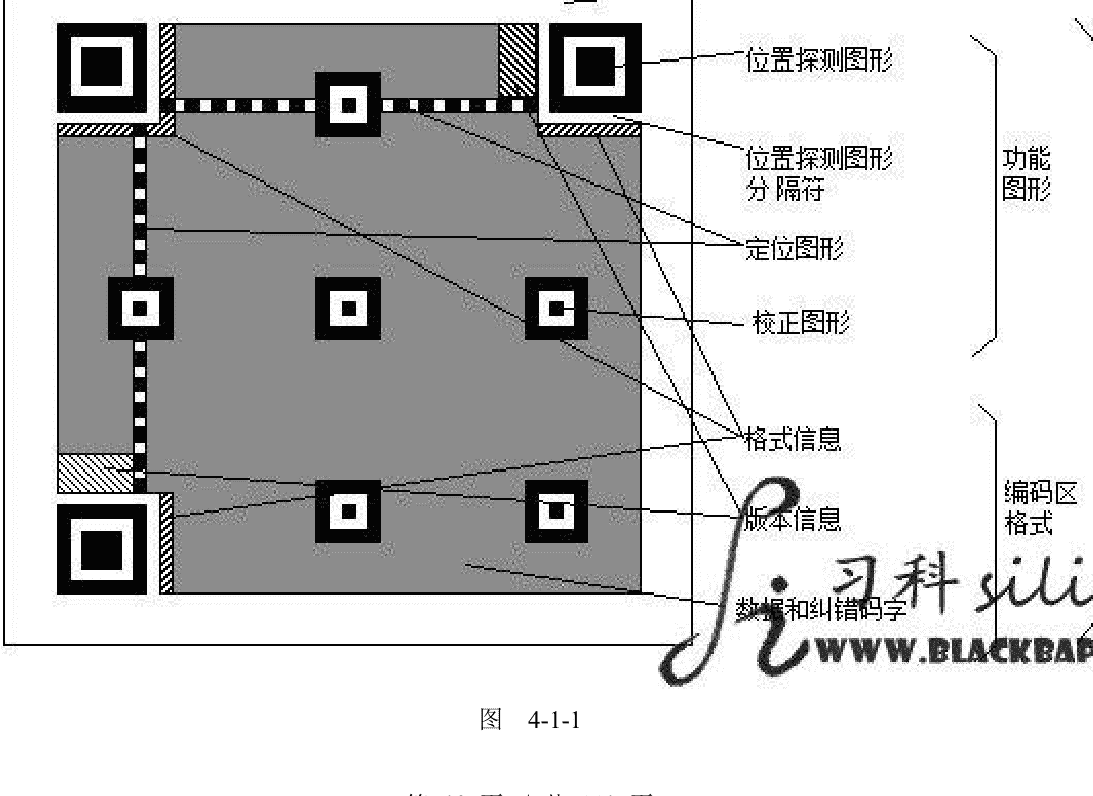 位置探测图形
位置探测图形
分隔符
功能
图形
定位图形
校正图形
格式信息
编码区
格式
版本信息
习科 sili
数据和纠错码字
WWW.BLACKBAP
图 4-1-1